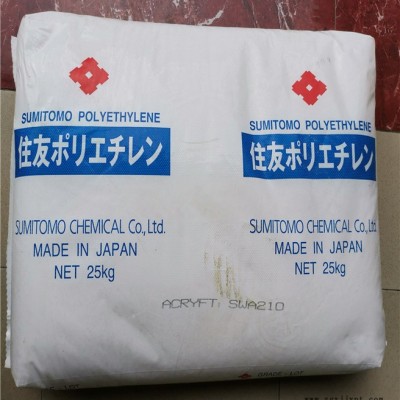 SUMITOMO POLYETHYLENE
住友ポリエチレン
SUMITOMO CHEMICAL Co., Ltd.
MADE IN JAPAN
NET 25kg
SUMITOMO POLYETHYLENE
住友ポリエチレン
SUMITOMO CHEMICAL Co., Ltd.
MADE IN JAPAN
NET 25kg
ACRYFT: SWA210